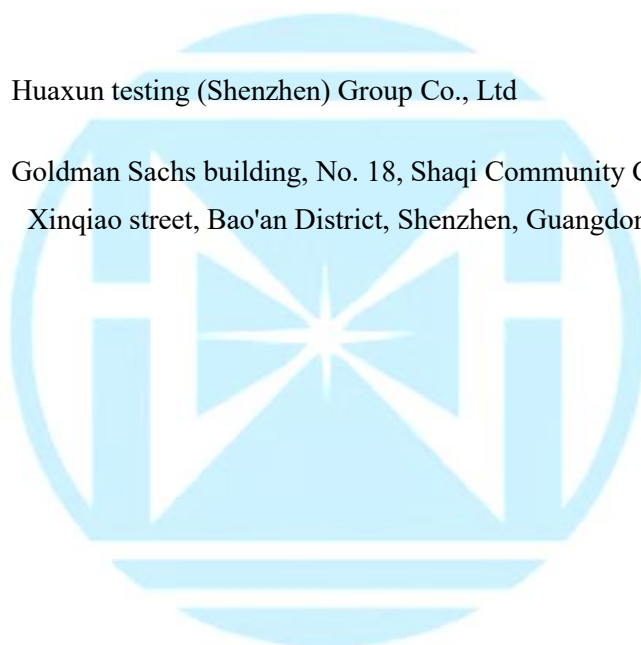 Huaxun testing (Shenzhen) Group Co., Ltd
Goldman Sachs building, No. 18, Shaqi Community
Xinqiao street, Bao'an District, Shenzhen,